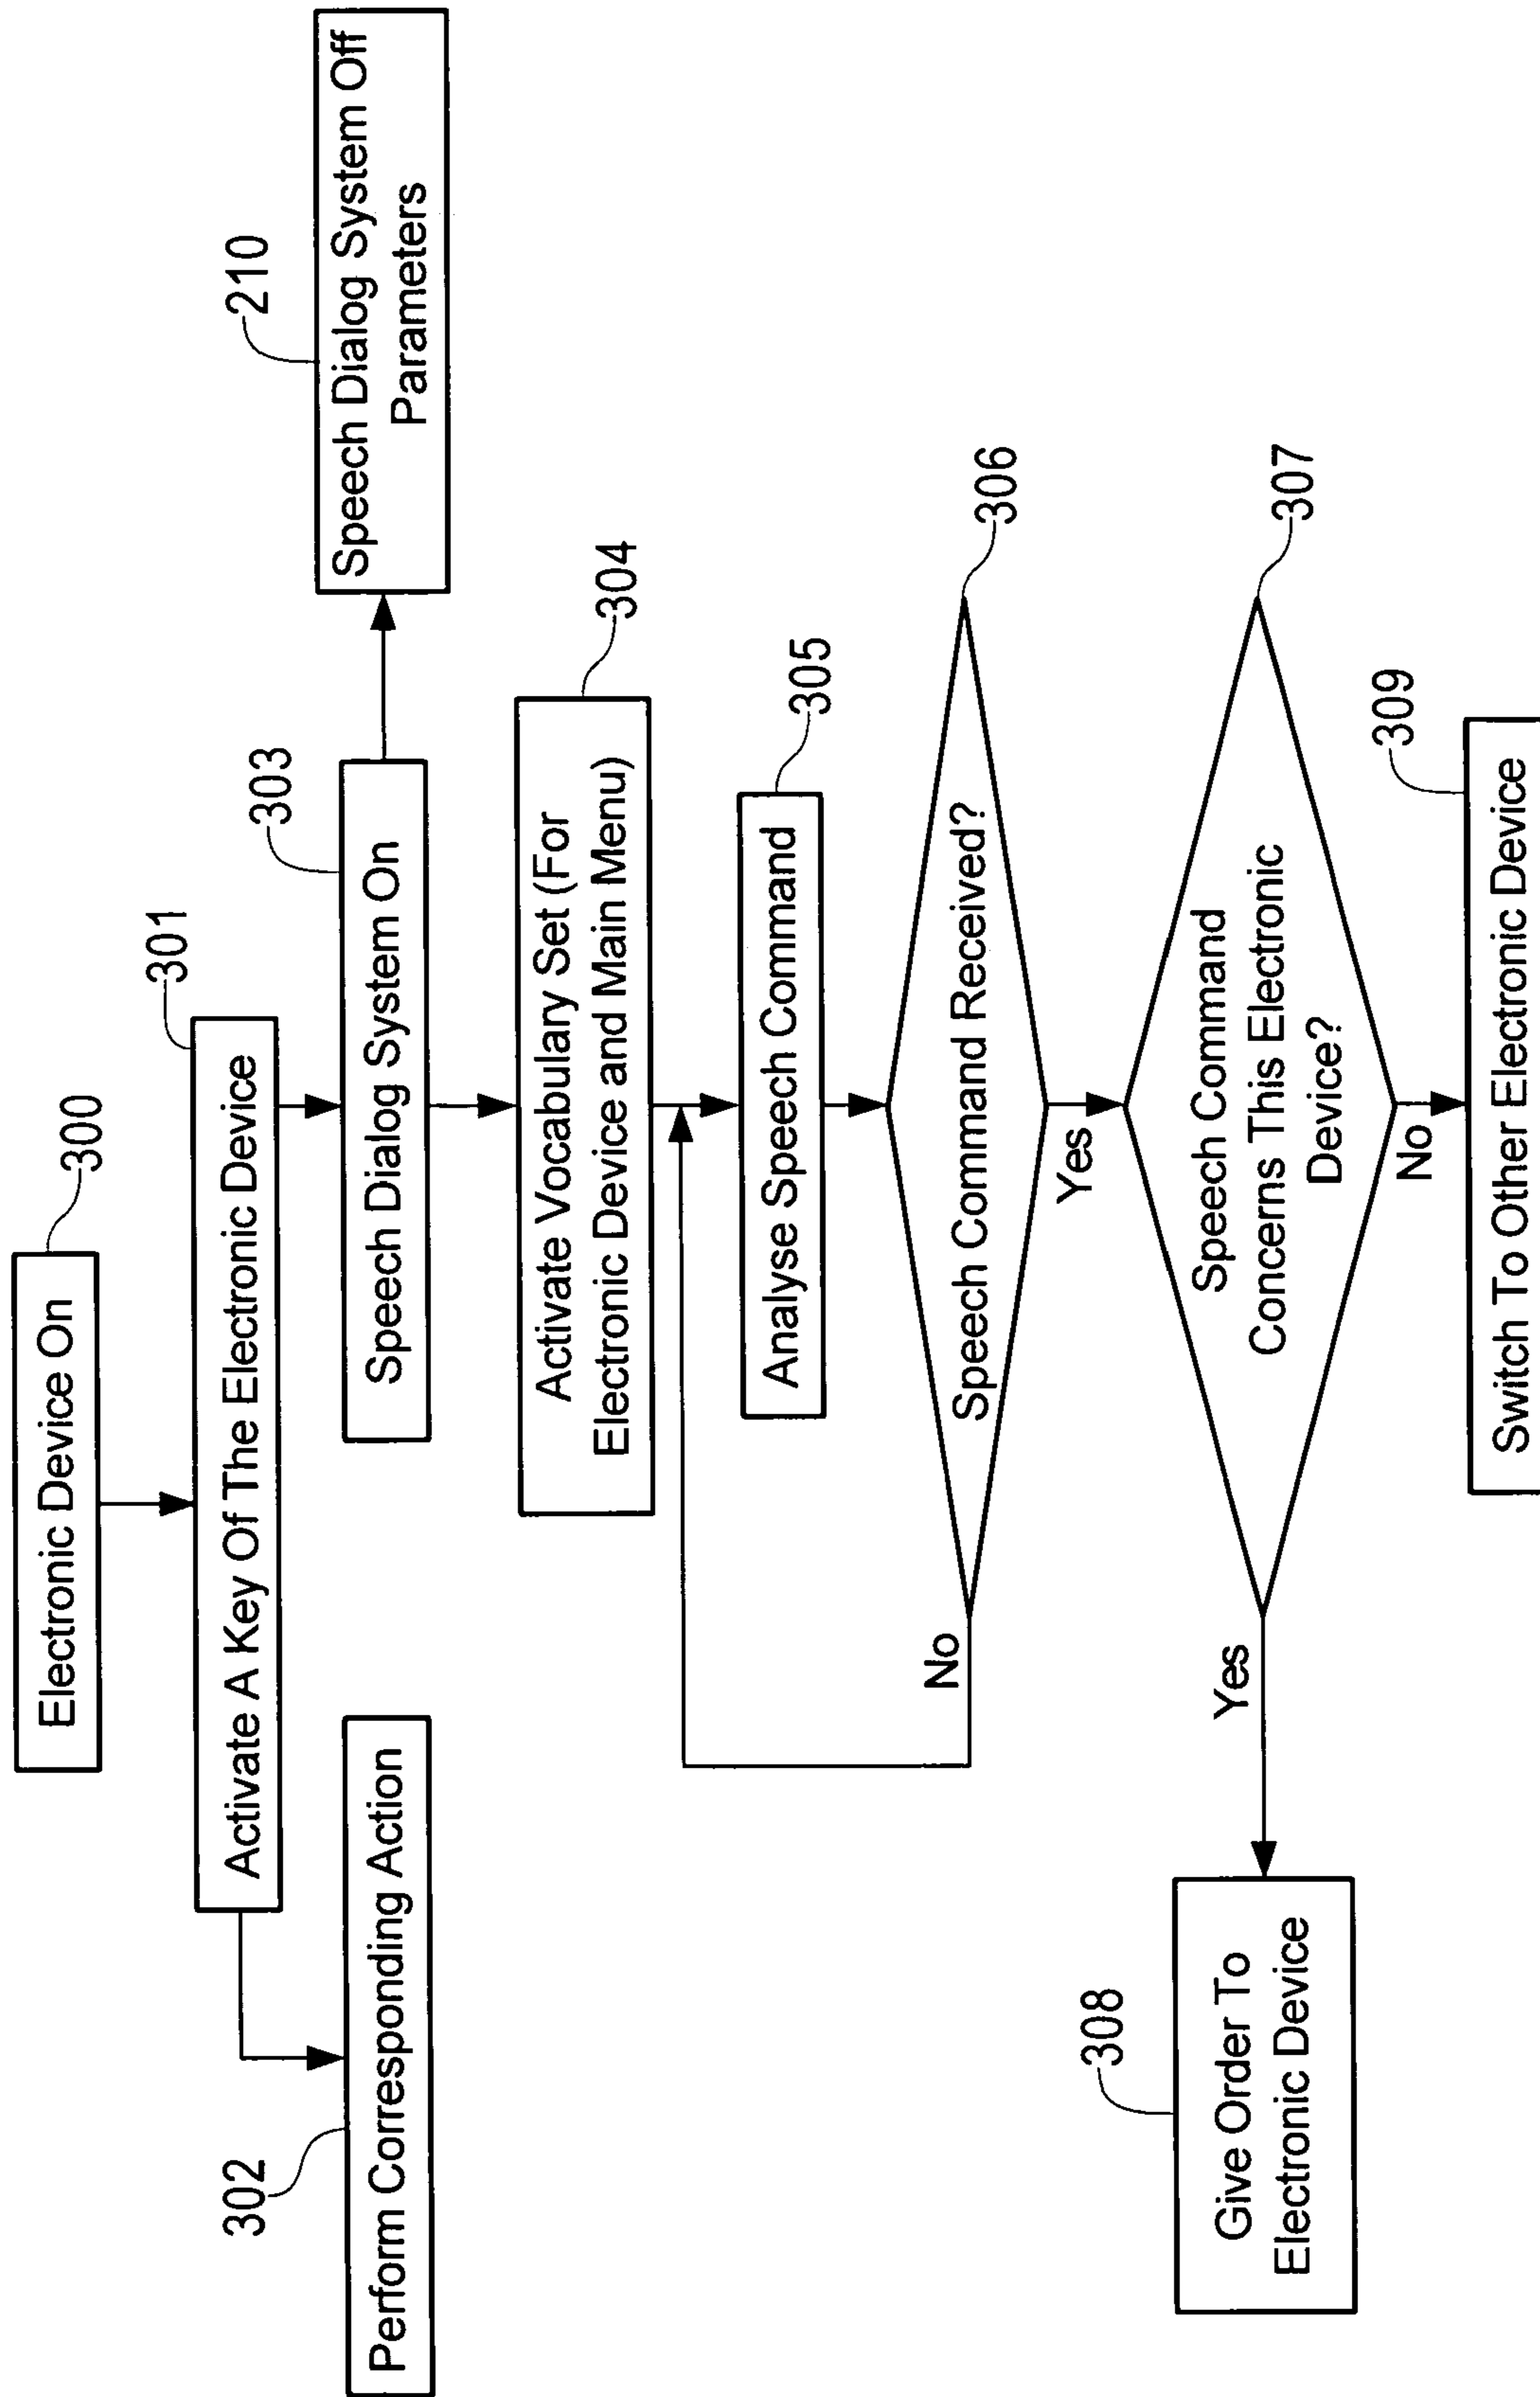 300
Electronic Device On
301
Activate A Key Of The Electronic Device
302
Perform Corresponding Action
303
Speech Dialog System On
210
Speech Dialog System Off
Parameters
304
Activate Vocabulary Set (For
Electronic Device and Main Menu)
305
Analyse Speech Command
306
Speech Command Received?
No
Yes
307
Speech Command
Concerns This Electronic
Device?
Yes
No
308
Give Order To
Electronic Device
309
Switch To Other Electronic Device